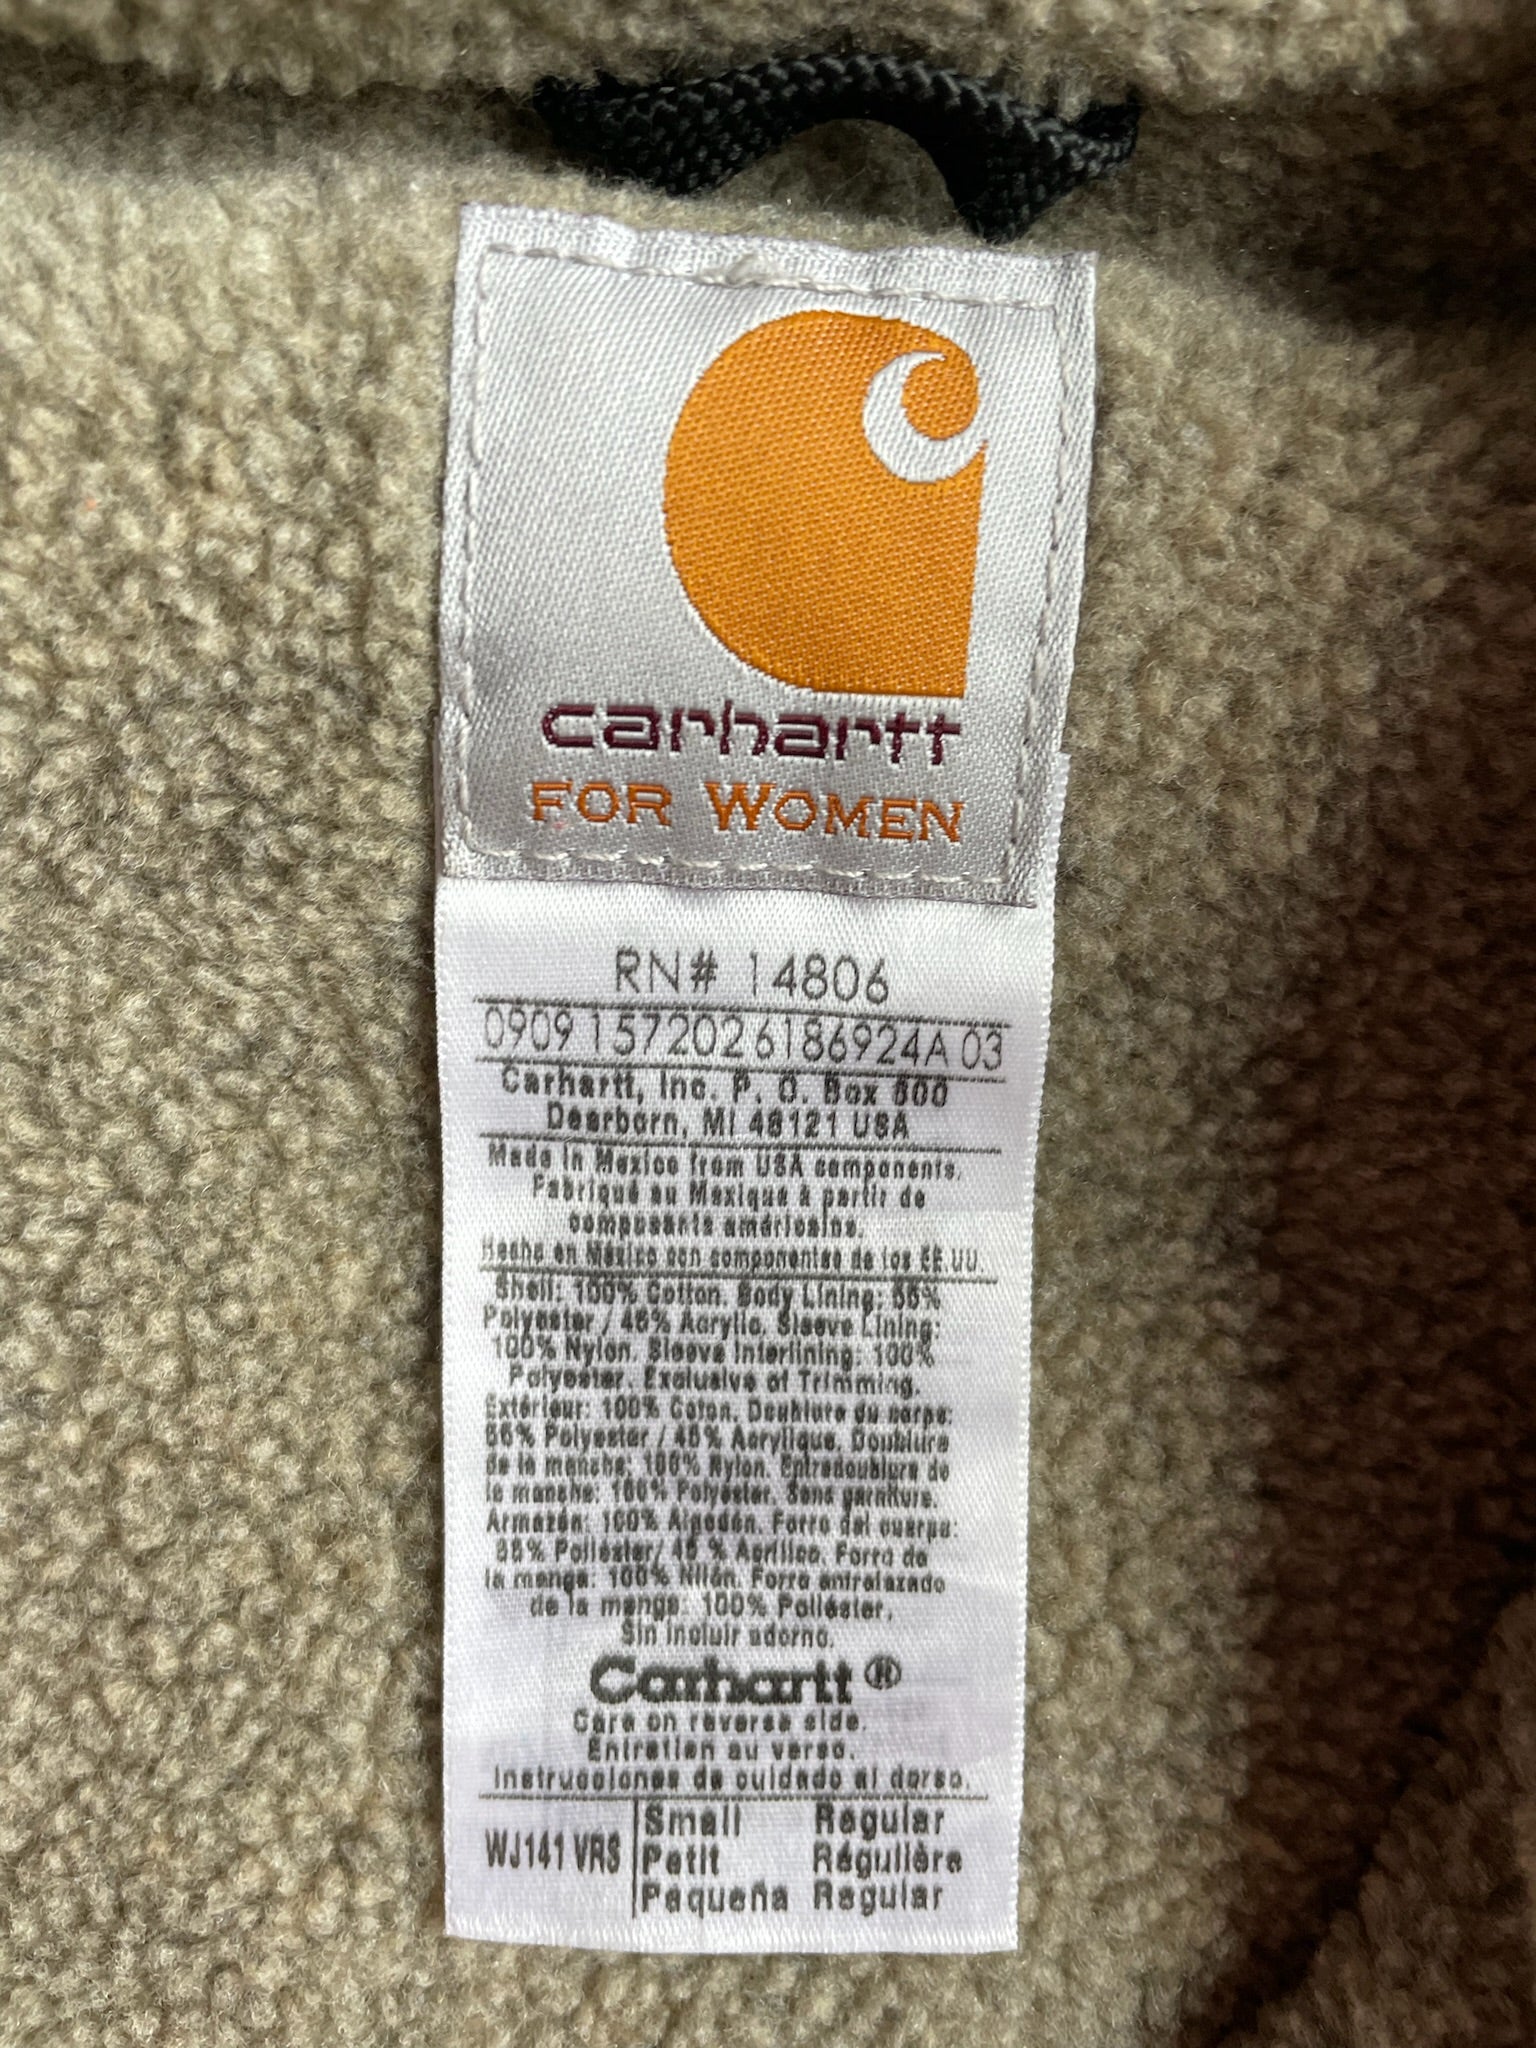 carhartt
FOR WOMEN
RN# 14806
0909 157202 6186924A 03
Carhartt, Inc. P. O. Box 600
Dearborn, MI 48121 USA
Made in Mexico from USA components.
Fabriqué au Mexique à partir de
composants américains.
Hecho en México con componentes de los EE.UU.
Shell: 100% Cotton. Body Lining: 55%
Polyester / 45% Acrylic. Sleeve Lining:
100% Nylon. Sleeve Interlining: 100%
Polyester. Exclusive of Trimming.
Extérieur: 100% Coton. Doublure du corps:
55% Polyester / 45% Acrylique. Doublure
de la manche: 100% Nylon. Entredoublure de
la manche: 100% Polyester. Sans garniture.
Armazón: 100% Algodón. Forro del cuerpo:
55% Poliéster/ 45 % Acrílico. Forro de
la manga: 100% Nilón. Forro entrelazado
de la manga: 100% Poliéster.
Sin incluir adorno.
Carhartt ®
Care on reverse side.
Entretien au verso.
Instrucciones de cuidado al dorso.
WJ141 VRS
Small Regular
Petit Régulière
Pequeña Regular